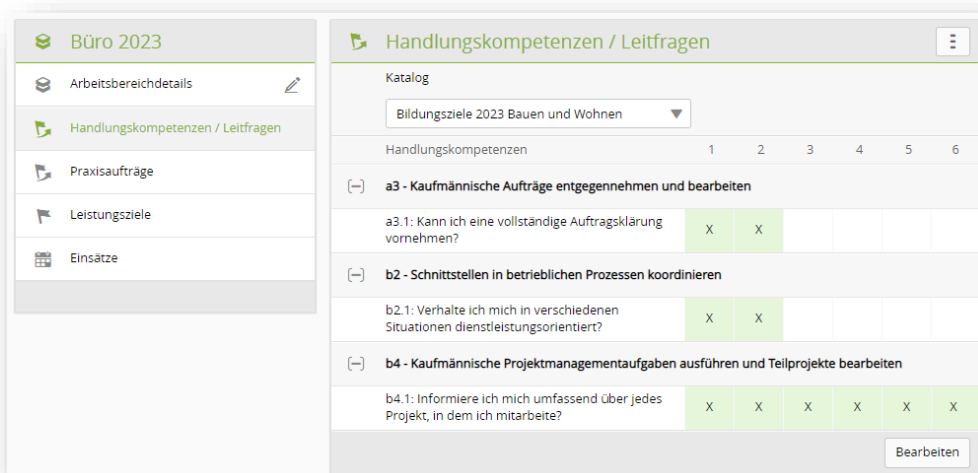 Büro 2023
Arbeitsbereichdetails
Handlungskompetenzen / Leitfragen
Praxisaufträge
Leistungsziele
Einsätze
Handlungskompetenzen / Leitfragen
Katalog
Bildungsziele 2023 Bauen und Wohnen
Handlungskompetenzen 1 2 3 4 5 6
a3 - Kaufmännische Aufträge entgegennehmen und bearbeiten
a3.1: Kann ich eine vollständige Auftragsklärung
vornehmen? X X
b2 - Schnittstellen in betrieblichen Prozessen koordinieren
b2.1: Verhalte ich mich in verschiedenen
Situationen dienstleistungsorientiert? X X
b4 - Kaufmännische Projektmanagementaufgaben ausführen und Teilprojekte bearbeiten
b4.1: Informiere ich mich umfassend über jedes
Projekt, in dem ich mitarbeite? X X X X X X
Bearbeiten